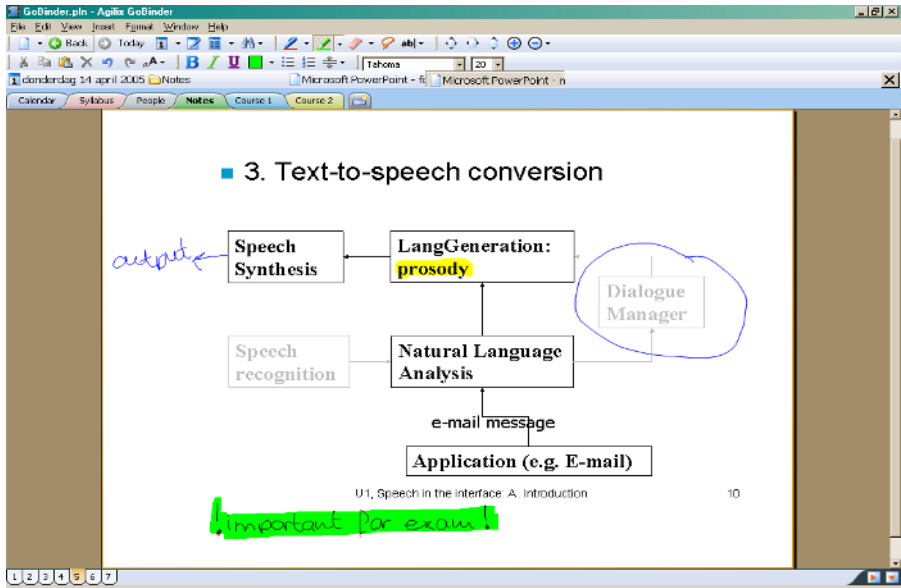 GoBinder.pln - Agilix GoBinder
File Edit View Insert Format Window Help
Back Today
Tahoma 20
donderdag 14 april 2005 Notes Microsoft PowerPoint - Microsoft PowerPoint - n
Calendar Syllabus People Notes Course 1 Course 2
3. Text-to-speech conversion
output
Speech
Synthesis
LangGeneration:
prosody
Dialogue
Manager
Speech
recognition
Natural Language
Analysis
e-mail message
Application (e.g. E-mail)
U1, Speech in the interface: A. Introduction 10
!important for exam!
1 2 3 4 5 6 7